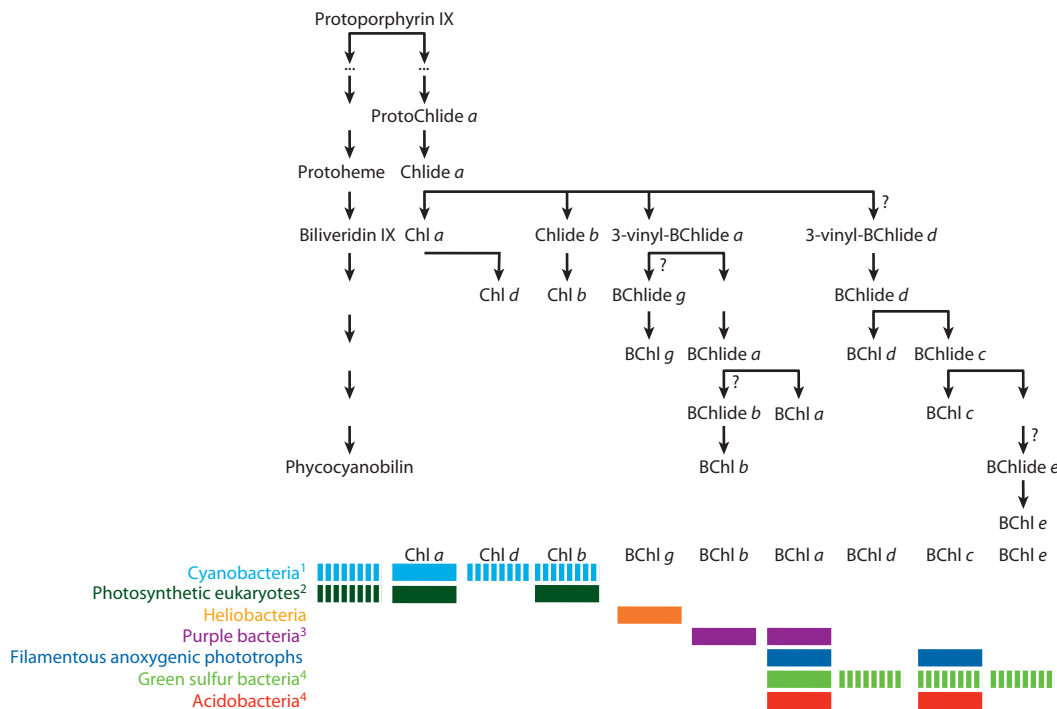 Protoporphyrin IX
... ...
ProtoChlide a
Protoheme Chlide a
?
Biliveridin IX Chl a Chlide b 3-vinyl-BChlide a 3-vinyl-BChlide d
?
Chl d Chl b BChlide g BChlide d
BChl g BChlide a BChl d BChlide c
?
BChlide b BChl a BChl c
?
Phycocyanobilin BChl b BChlide e
BChl e
Chl a Chl d Chl b BChl g BChl b BChl a BChl d BChl c BChl e
Cyanobacteria1
Photosynthetic eukaryotes2
Heliobacteria
Purple bacteria3
Filamentous anoxygenic phototrophs
Green sulfur bacteria4
Acidobacteria4